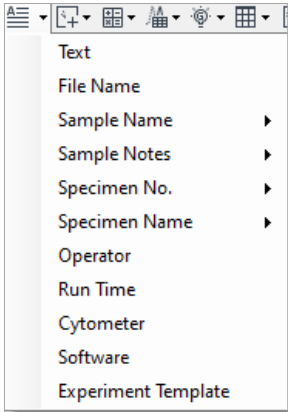 Text
File Name
Sample Name
Sample Notes
Specimen No.
Specimen Name
Operator
Run Time
Cytometer
Software
Experiment Template